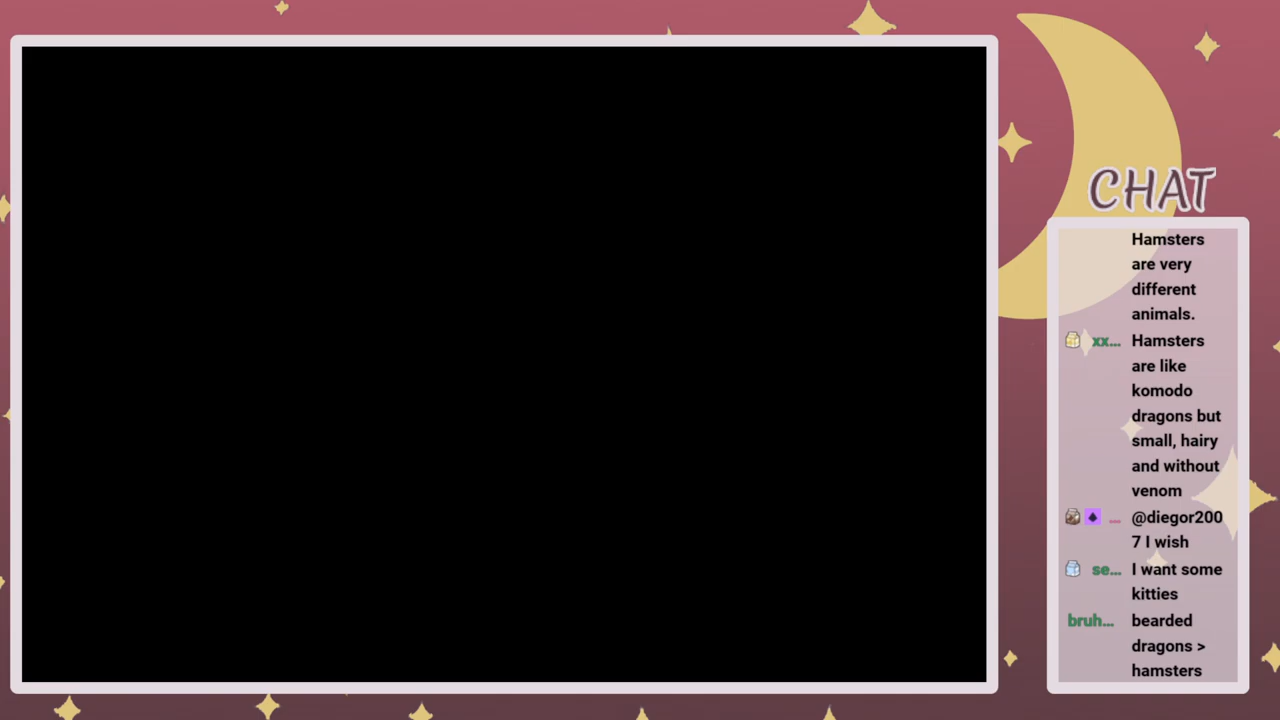 CHAT
Hamsters
are very
different
animals.
xx... Hamsters
are like
komodo
dragons but
small, hairy
and without
venom
... @diegor200
7 I wish
se... I want some
kitties
bruh... bearded
dragons >
hamsters